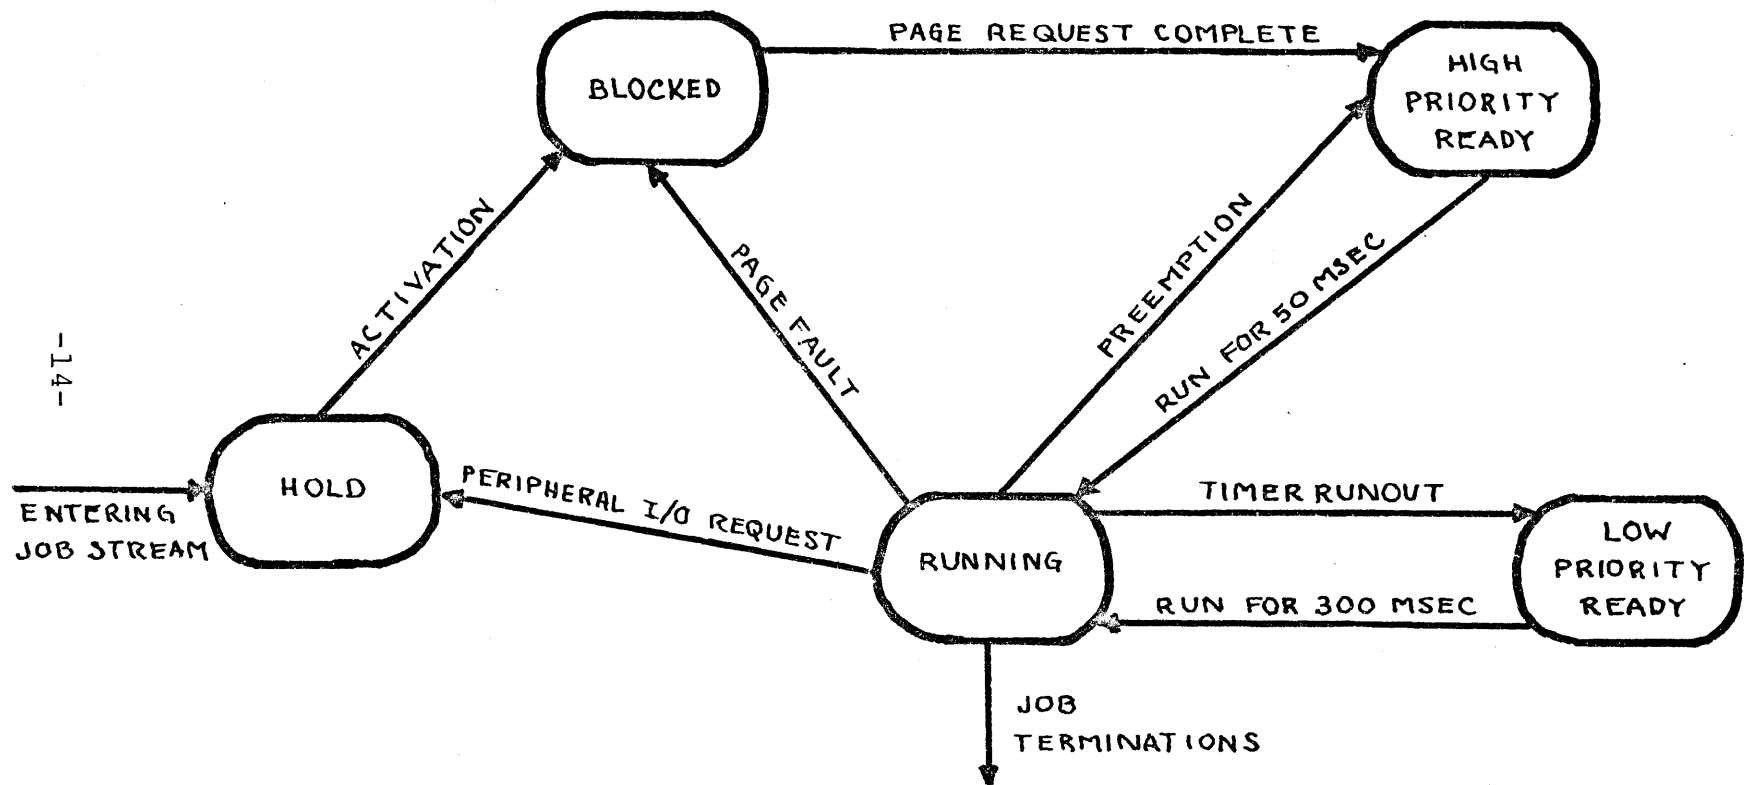 PAGE REQUEST COMPLETE
BLOCKED
HIGH
PRIORITY
READY
ACTIVATION
PAGE FAULT
PREEMPTION
RUN FOR 50 MSEC
-14-
HOLD
ENTERING
JOB STREAM
PERIPHERAL I/O REQUEST
RUNNING
TIMER RUNOUT
LOW
PRIORITY
READY
RUN FOR 300 MSEC
JOB
TERMINATIONS